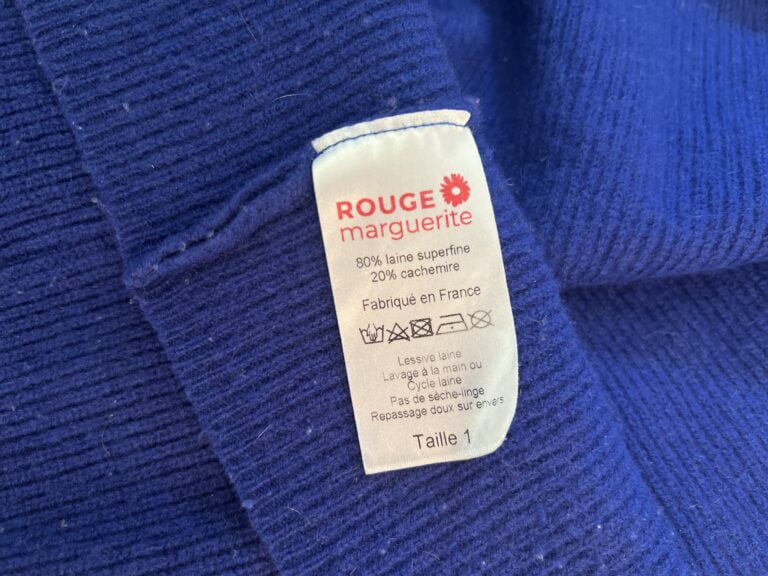 ROUGE
marguerite
80% laine superfine
20% cachemire
Fabriqué en France
Lessive laine
Lavage à la main ou
Cycle laine
Pas de sèche-linge
Repassage doux sur envers
Taille 1